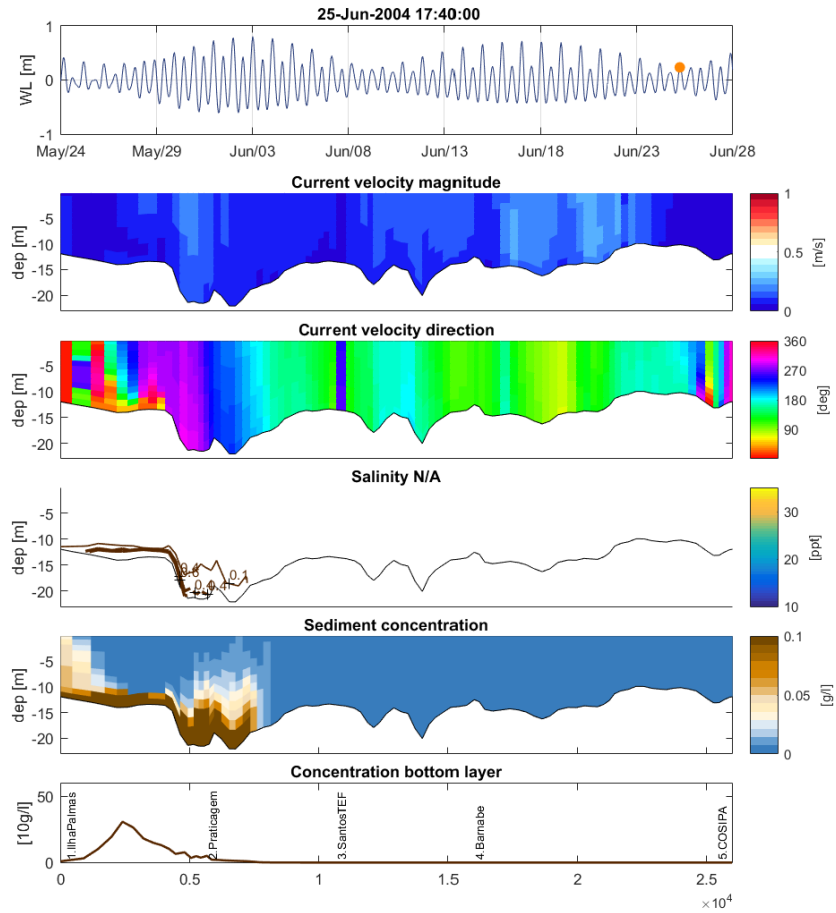 25-Jun-2004 17:40:00
1
0
-1
WL [m]
May/24 May/29 Jun/03 Jun/08 Jun/13 Jun/18 Jun/23 Jun/28
Current velocity magnitude
-5
-10
-15
-20
dep [m]
1
0.5
0
[m/s]
Current velocity direction
-5
-10
-15
-20
dep [m]
360
270
180
90
[deg]
Salinity N/A
-5
-10
-15
-20
dep [m]
0.1
30
20
10
[ppt]
Sediment concentration
-5
-10
-15
-20
dep [m]
0.1
0.05
0
[g/l]
Concentration bottom layer
50
0
[10g/l]
1.IlhaPalmas
2.Praticagem
3.SantosTEF
4.Barnabe
5.COSIPA
0 0.5 1 1.5 2 2.5
×10⁴